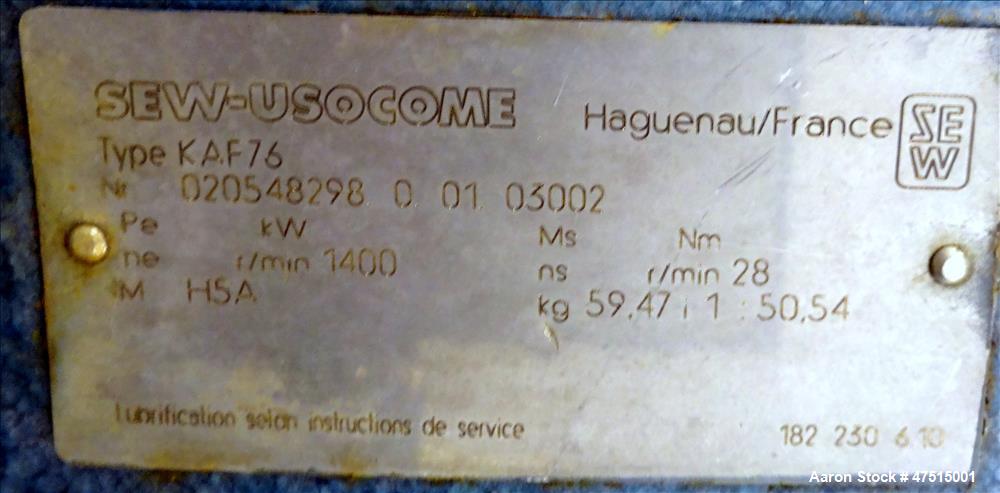 SEW-USOCOME Haguenau/France SEW
Type KAF76
Nr 020548298 0 01 03002
Pe kW Ms Nm
ne r/min 1400 ns r/min 28
M H5A kg 59,47 i 1 : 50,54
Lubrification selon instructions de service
182 230 6.10
Aaron Stock # 47515001